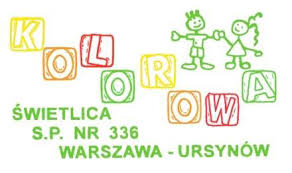 KOLOROWA
ŚWIETLICA
S.P. NR 336
WARSZAWA - URSYNÓW